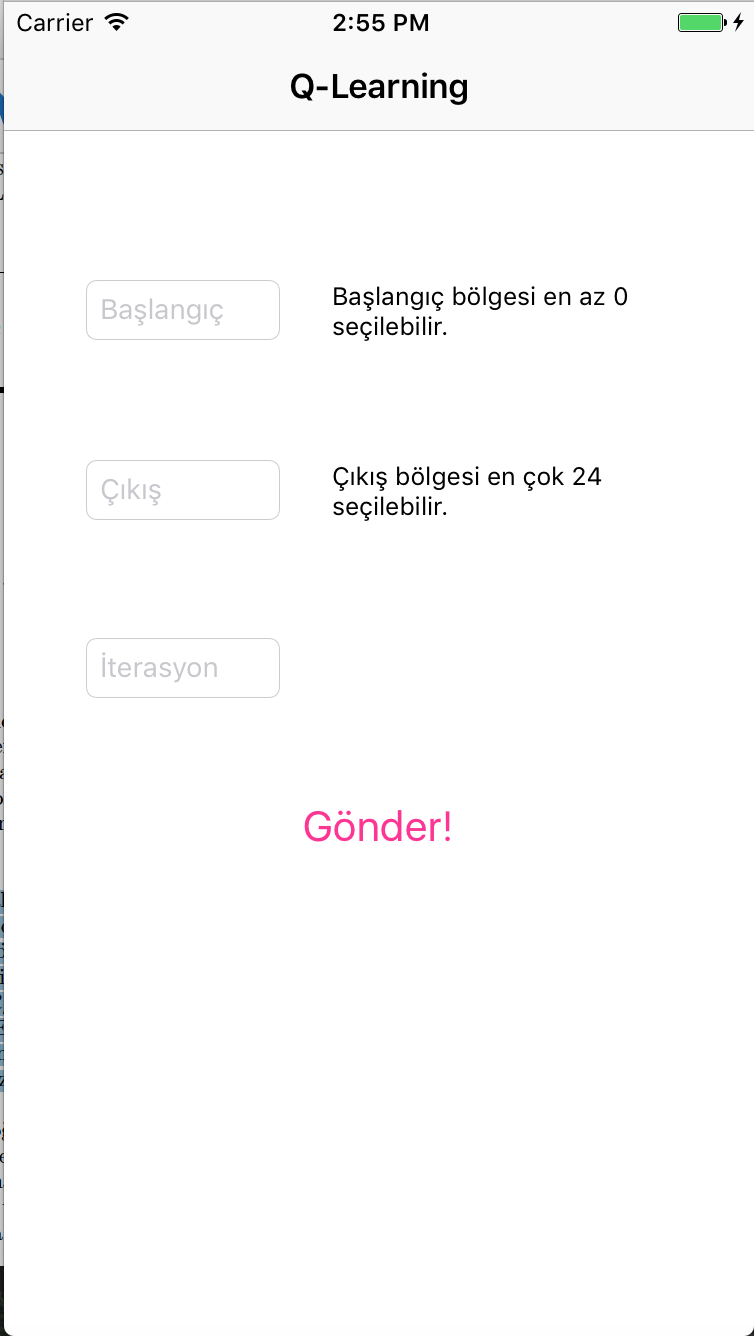 Carrier 2:55 PM
Q-Learning
Başlangıç
Başlangıç bölgesi en az 0
seçilebilir.
Çıkış
Çıkış bölgesi en çok 24
seçilebilir.
İterasyon
Gönder!